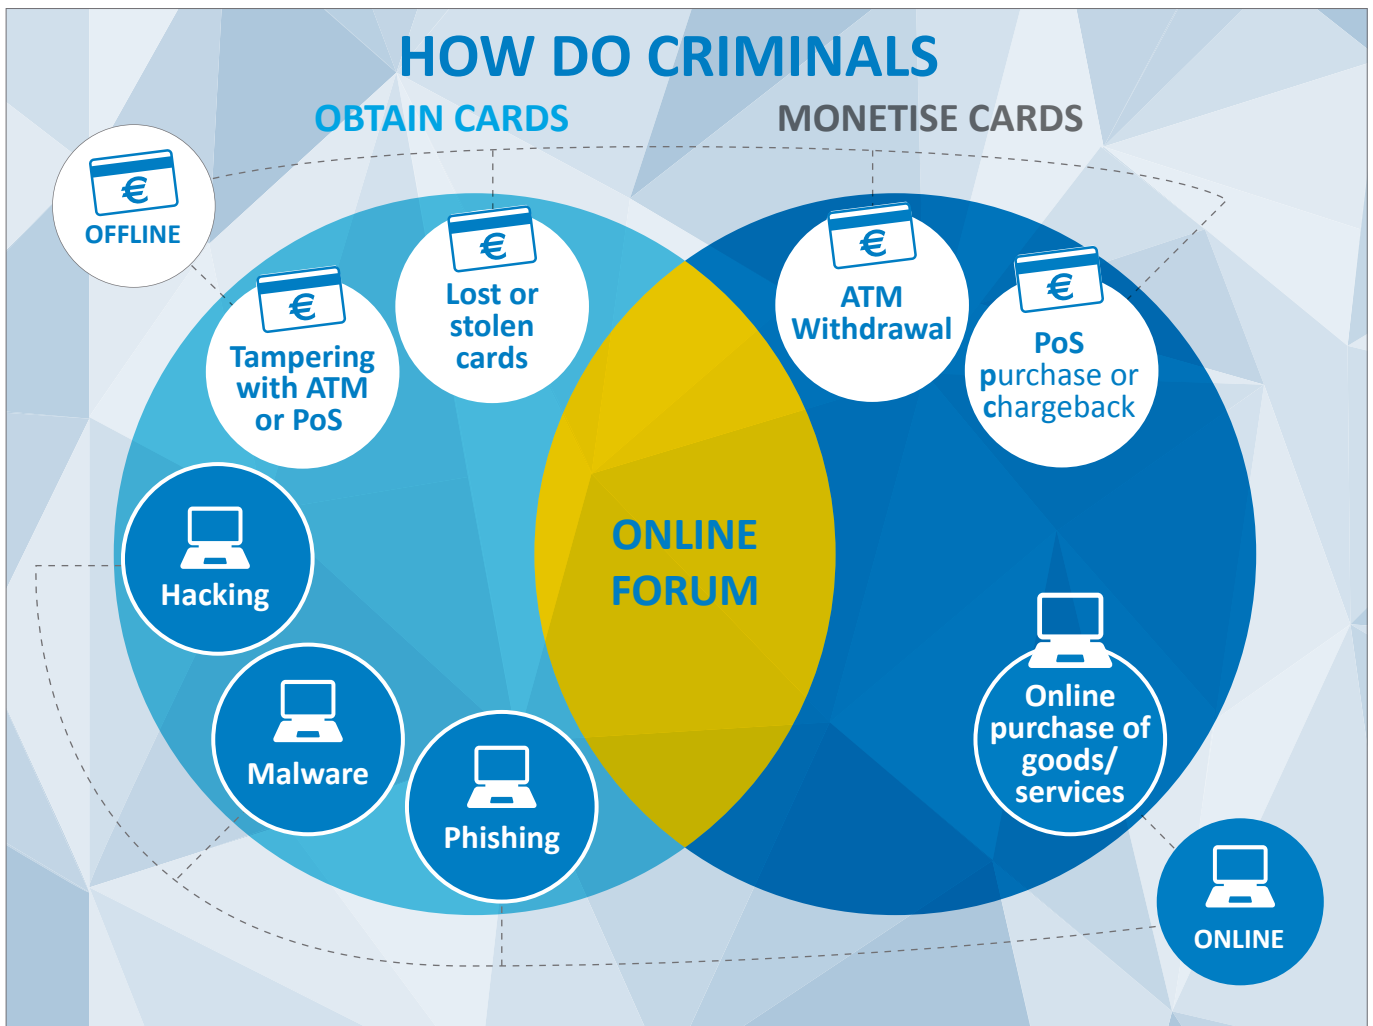 HOW DO CRIMINALS
OBTAIN CARDS
MONETISE CARDS
€
OFFLINE
€
Tampering
with ATM
or PoS
€
Lost or
stolen
cards
€
ATM
Withdrawal
€
PoS
purchase or
chargeback
ONLINE
FORUM
Hacking
Malware
Phishing
Online
purchase of
goods/
services
ONLINE